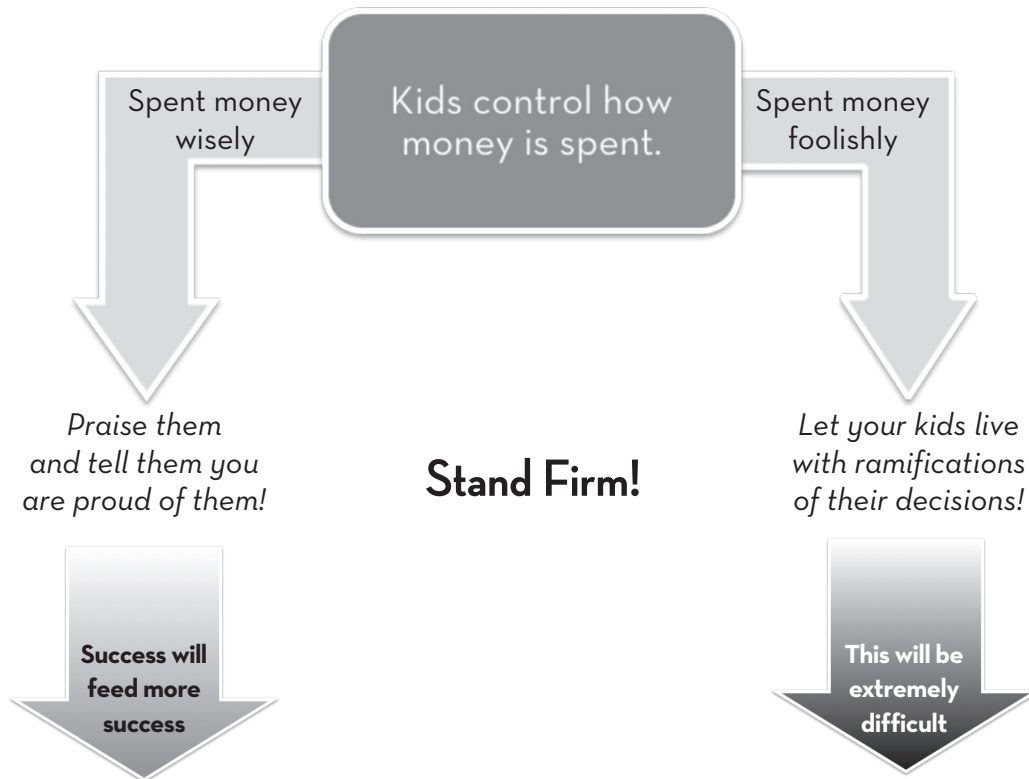 Kids control how
money is spent.
Spent money
wisely
Spent money
foolishly
Praise them
and tell them you
are proud of them!
Stand Firm!
Let your kids live
with ramifications
of their decisions!
Success will
feed more
success
This will be
extremely
difficult